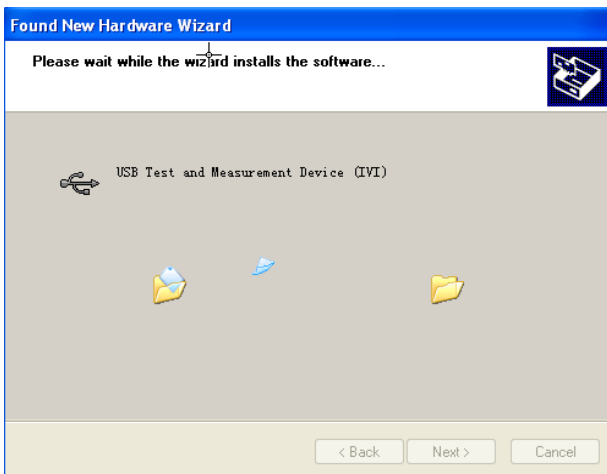 Found New Hardware Wizard
Please wait while the wizard installs the software...
USB Test and Measurement Device (IVI)
< Back
Next >
Cancel